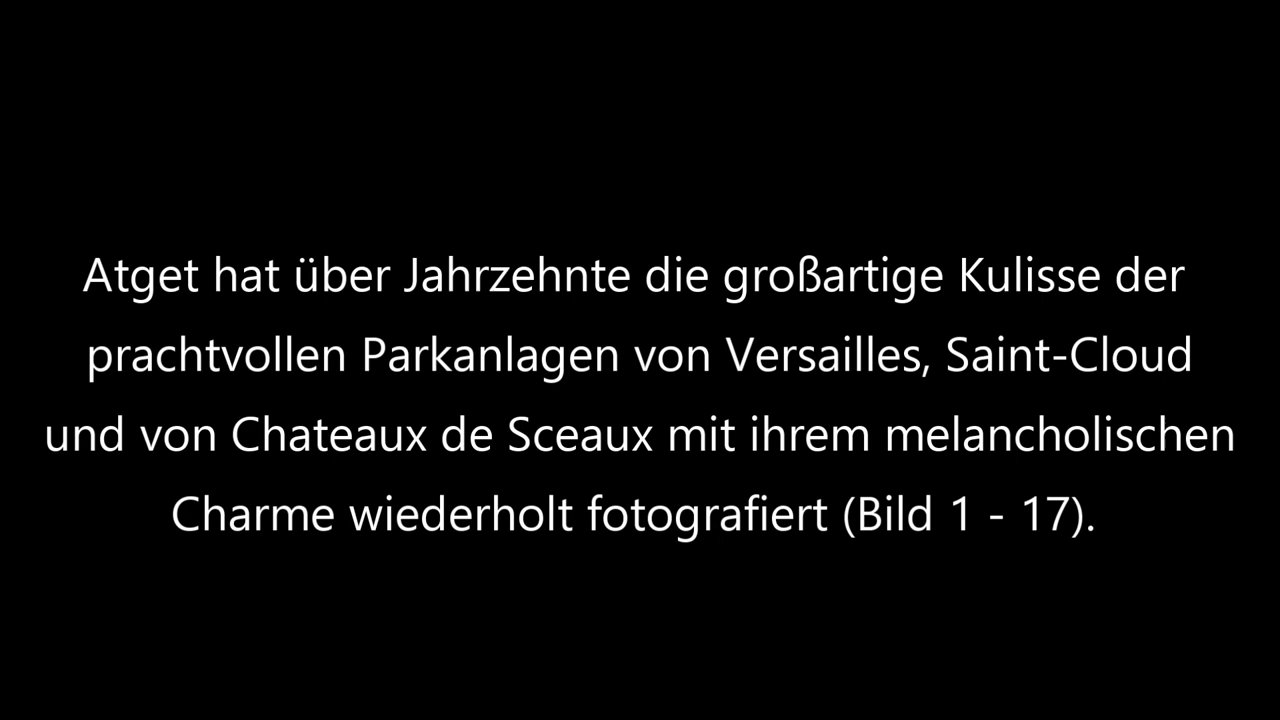 Atget hat über Jahrzehnte die großartige Kulisse der
prachtvollen Parkanlagen von Versailles, Saint-Cloud
und von Chateaux de Sceaux mit ihrem melancholischen
Charme wiederholt fotografiert (Bild 1 - 17).